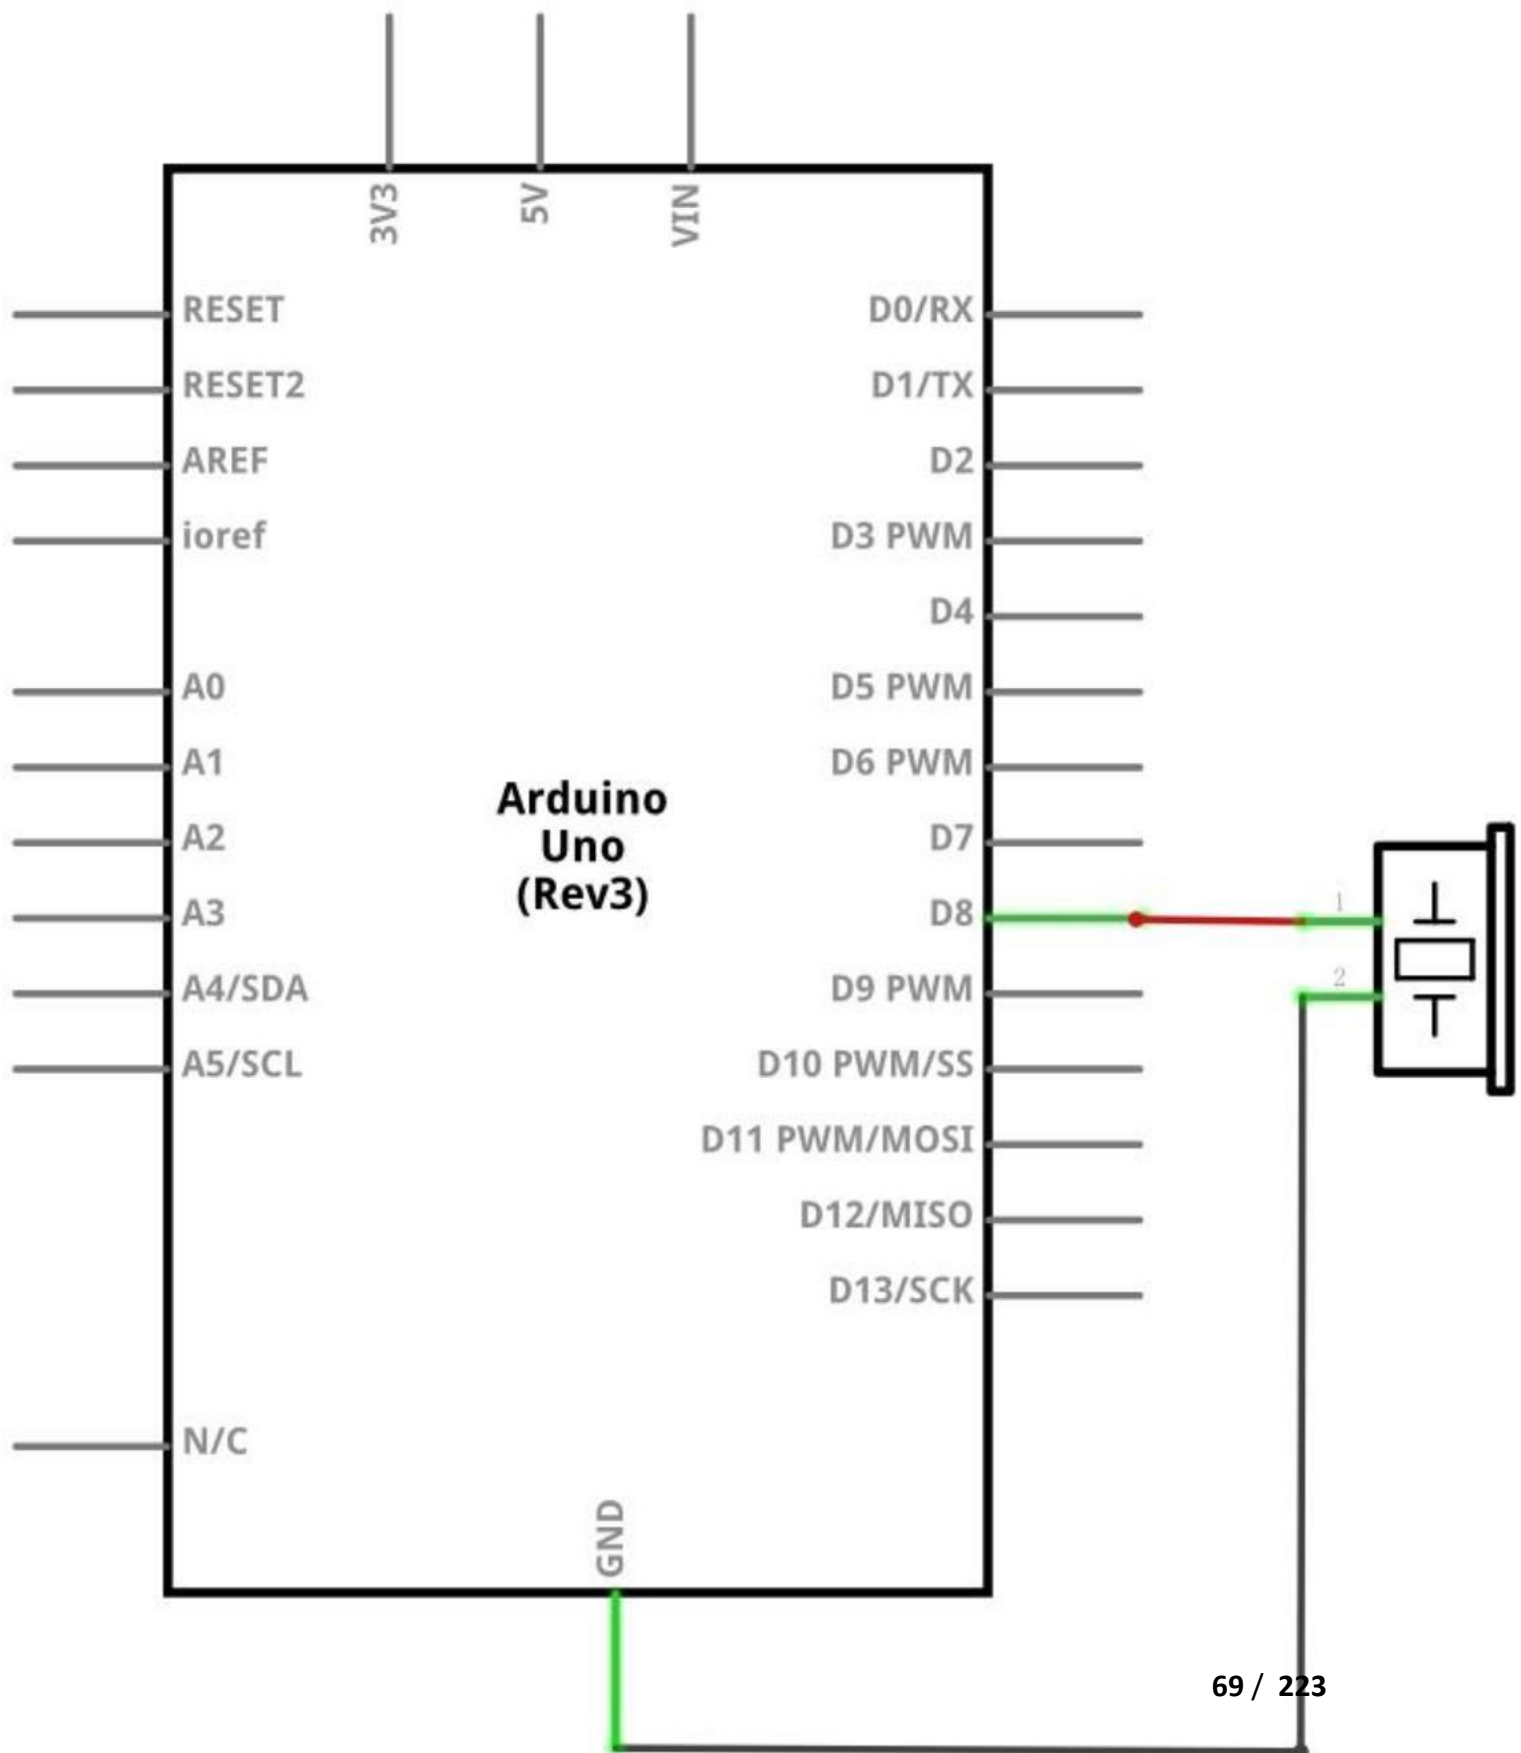 3V3
5V
VIN
RESET
D0/RX
RESET2
D1/TX
AREF
D2
ioref
D3 PWM
D4
A0
D5 PWM
A1
D6 PWM
Arduino
Uno
(Rev3)
A2
D7
A3
D8
1
A4/SDA
D9 PWM
2
A5/SCL
D10 PWM/SS
D11 PWM/MOSI
D12/MISO
D13/SCK
N/C
GND
69 / 223